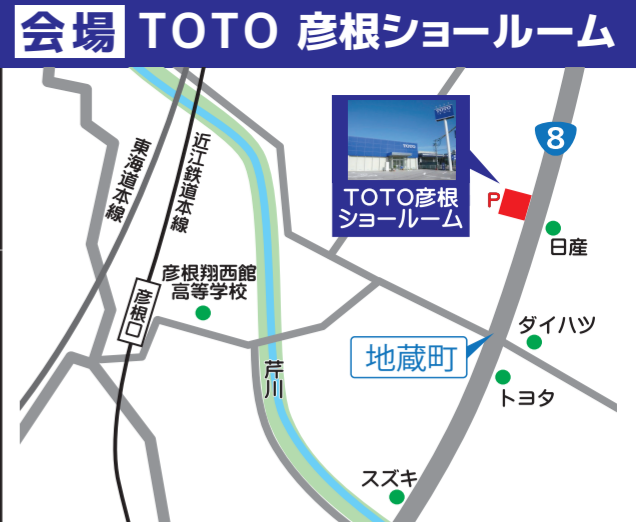 会場 TOTO 彦根ショールーム
東海道本線
近江鉄道本線
TOTO
TOTO
TOTO彦根
ショールーム
8
P
日産
彦根翔西館
高等学校
彦根口
ダイハツ
地蔵町
芹川
トヨタ
スズキ